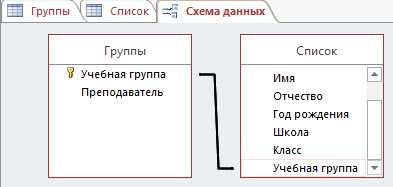 Группы Список Схема данных
Группы
Учебная группа
Преподаватель
Список
Имя
Отчество
Год рождения
Школа
Класс
Учебная группа